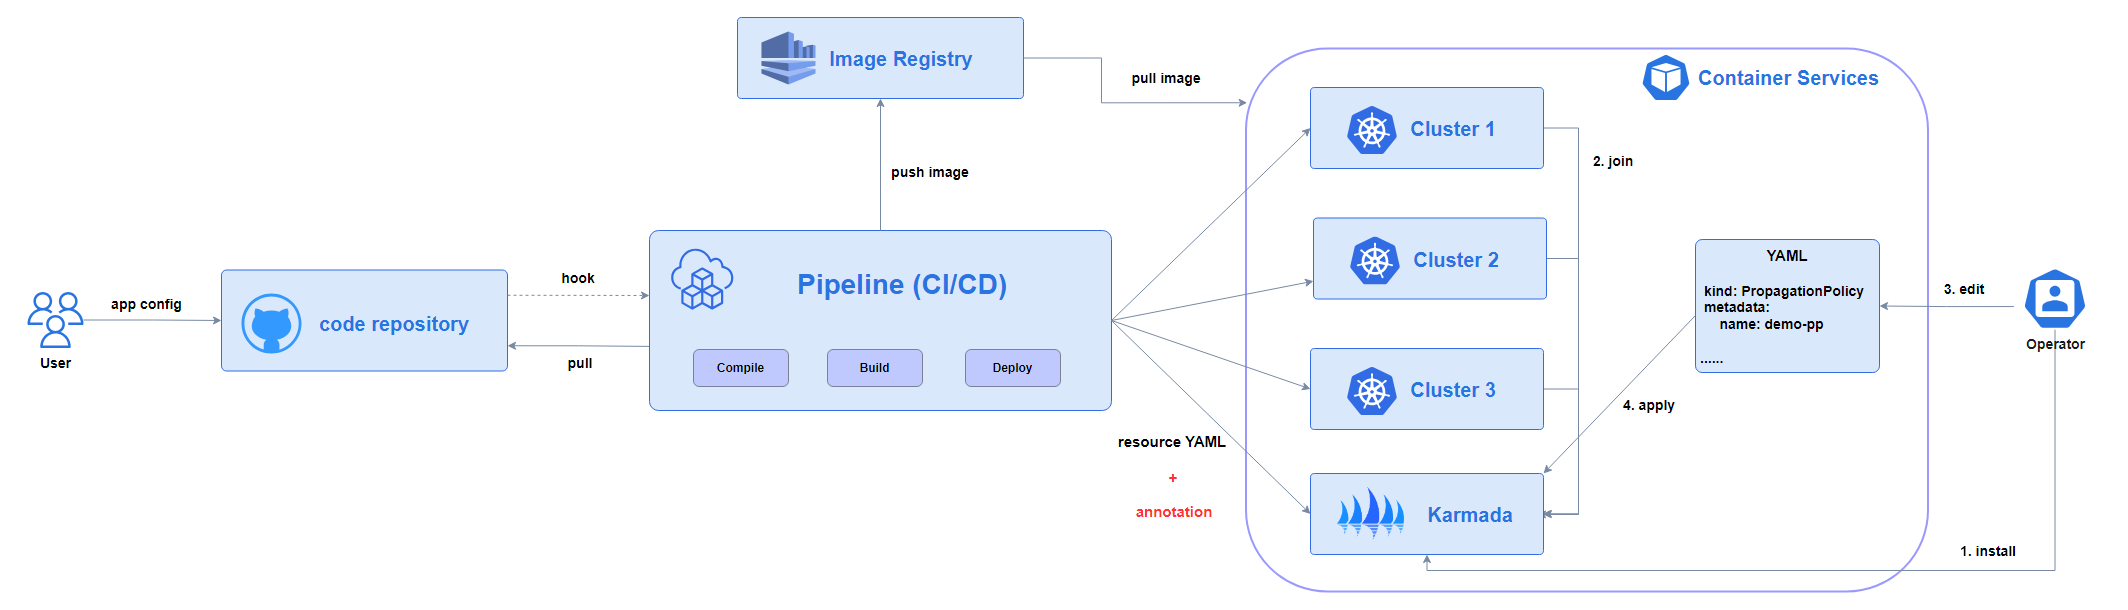 Image Registry
pull image
Container Services
Cluster 1
2. join
push image
Cluster 2
YAML
kind: PropagationPolicy
metadata:
name: demo-pp
......
3. edit
Operator
hook
Pipeline (CI/CD)
app config
code repository
User
pull
Compile
Build
Deploy
Cluster 3
4. apply
resource YAML
+
annotation
Karmada
1. install